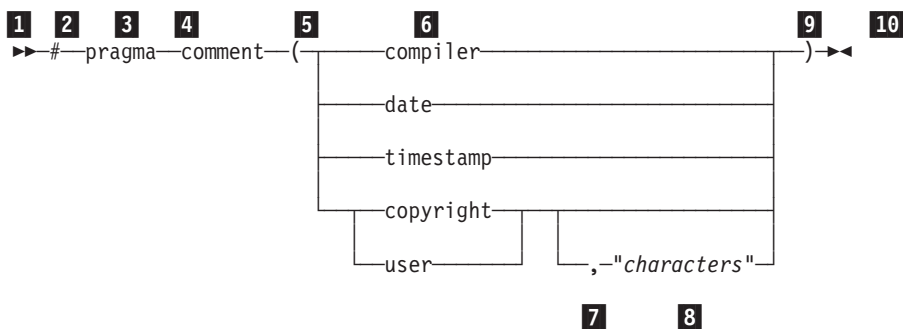 1 2 3 4 5 6 9 10
# pragma comment ( compiler )
date
timestamp
copyright
user , "characters"
7 8